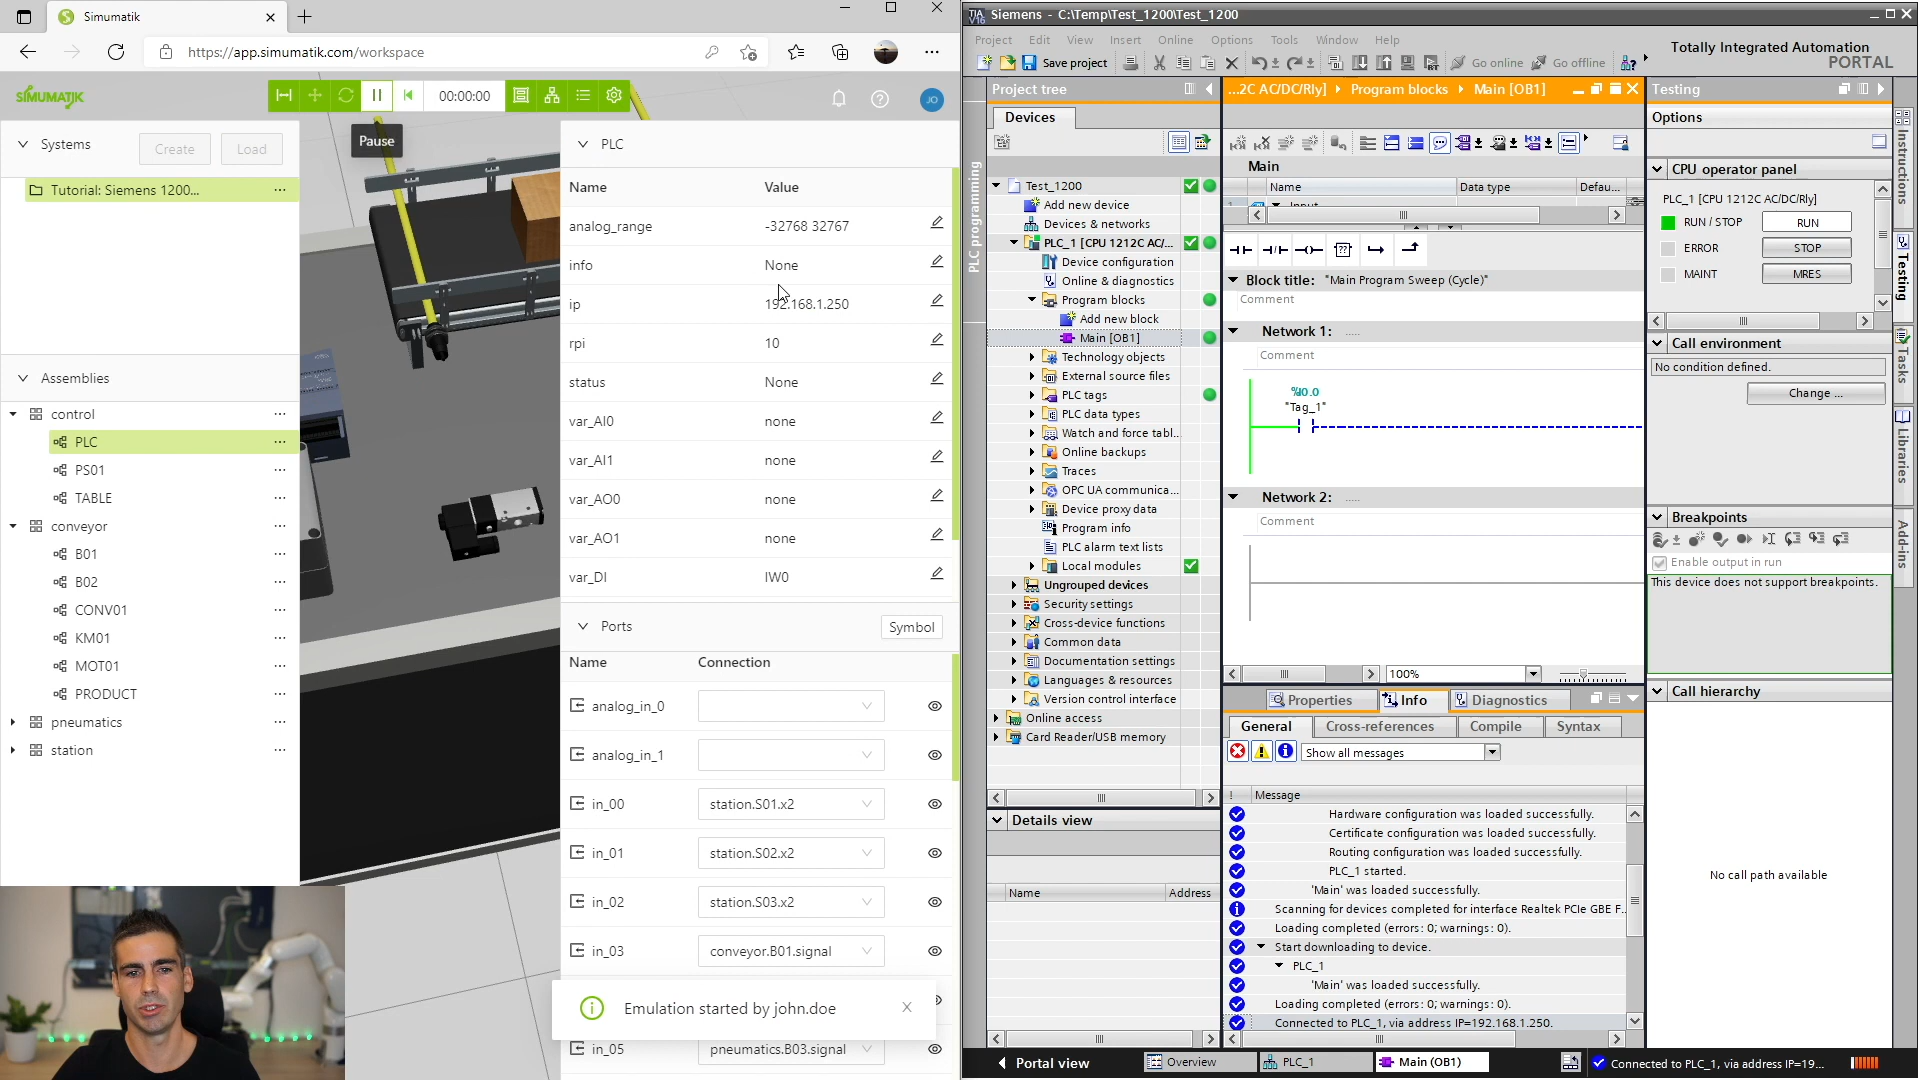 Simumatik
https://app.simumatik.com/workspace
SIMUMATIK
00:00:00
JO
Pause
Systems
Create
Load
Tutorial: Siemens 1200...
Assemblies
control
PLC
PS01
TABLE
conveyor
B01
B02
CONV01
KM01
MOT01
PRODUCT
pneumatics
station
PLC
Name Value
analog_range -32768 32767
info None
ip 192.168.1.250
rpi 10
status None
var_AI0 none
var_AI1 none
var_AO0 none
var_AO1 none
var_DI IW0
Ports Symbol
Name Connection
analog_in_0
analog_in_1
in_00 station.S01.x2
in_01 station.S02.x2
in_02 station.S03.x2
in_03 conveyor.B01.signal
Emulation started by john.doe
in_05 pneumatics.B03.signal
TIA V16
Siemens - C:\Temp\Test_1200\Test_1200
Project Edit View Insert Online Options Tools Window Help
Totally Integrated Automation
PORTAL
Save project
Go online
Go offline
Project tree
Devices
PLC programming
Test_1200
Add new device
Devices & networks
PLC_1 [CPU 1212C AC/...
Device configuration
Online & diagnostics
Program blocks
Add new block
Main [OB1]
Technology objects
External source files
PLC tags
PLC data types
Watch and force tabl...
Online backups
Traces
OPC UA communica...
Device proxy data
Program info
PLC alarm text lists
Local modules
Ungrouped devices
Security settings
Cross-device functions
Common data
Documentation settings
Languages & resources
Version control interface
Online access
Card Reader/USB memory
Details view
Name Address
...2C AC/DC/Rly] Program blocks Main [OB1]
Main
Name Data type Defau...
1 Input
Block title: "Main Program Sweep (Cycle)"
Comment
Network 1: .....
Comment
%I0.0
"Tag_1"
Network 2: .....
Comment
100%
Properties Info Diagnostics
General Cross-references Compile Syntax
Show all messages
! Message
Hardware configuration was loaded successfully.
Certificate configuration was loaded successfully.
Routing configuration was loaded successfully.
PLC_1 started.
'Main' was loaded successfully.
Scanning for devices completed for interface Realtek PCIe GBE F...
Loading completed (errors: 0; warnings: 0).
Start downloading to device.
PLC_1
'Main' was loaded successfully.
Loading completed (errors: 0; warnings: 0).
Connected to PLC_1, via address IP=192.168.1.250.
Testing
Options
CPU operator panel
PLC_1 [CPU 1212C AC/DC/Rly]
RUN / STOP RUN
ERROR STOP
MAINT MRES
Call environment
No condition defined.
Change ...
Breakpoints
Enable output in run
This device does not support breakpoints.
Call hierarchy
No call path available
Instructions
Testing
Tasks
Libraries
Add-ins
Portal view
Overview
PLC_1
Main (OB1)
Connected to PLC_1, via address IP=19...